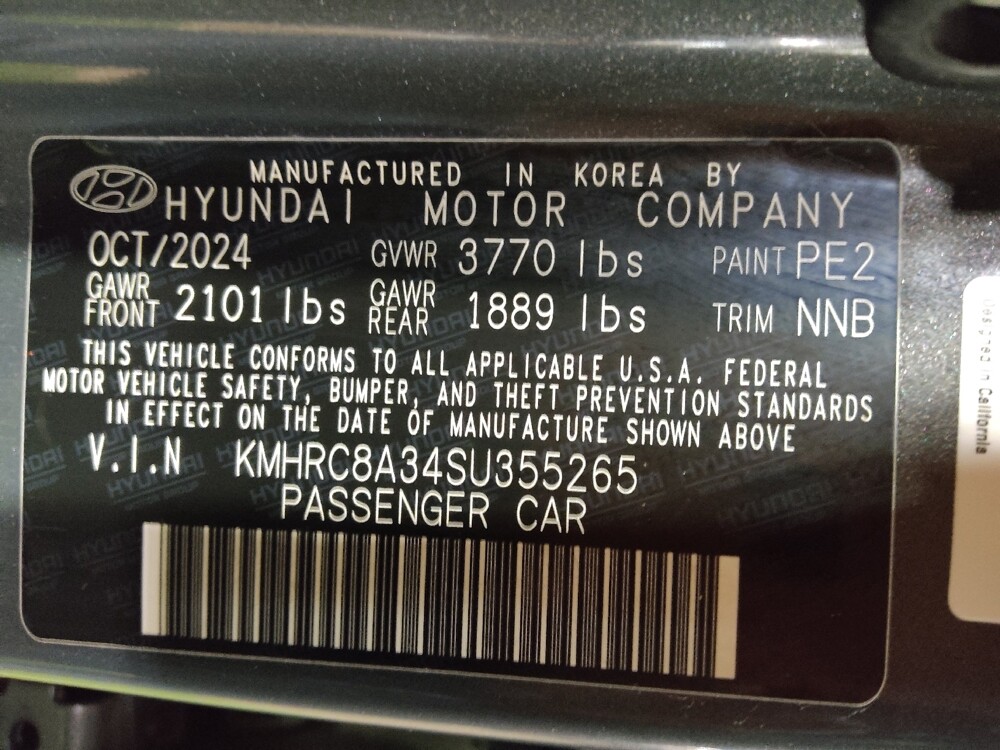 MANUFACTURED IN KOREA BY
HYUNDAI MOTOR COMPANY
OCT/2024 GVWR 3770 lbs PAINT PE2
GAWR FRONT 2101 lbs GAWR REAR 1889 lbs TRIM NNB
THIS VEHICLE CONFORMS TO ALL APPLICABLE U.S.A. FEDERAL
MOTOR VEHICLE SAFETY, BUMPER, AND THEFT PREVENTION STANDARDS
IN EFFECT ON THE DATE OF MANUFACTURE SHOWN ABOVE
V.I.N KMHRC8A34SU355265
PASSENGER CAR
in California